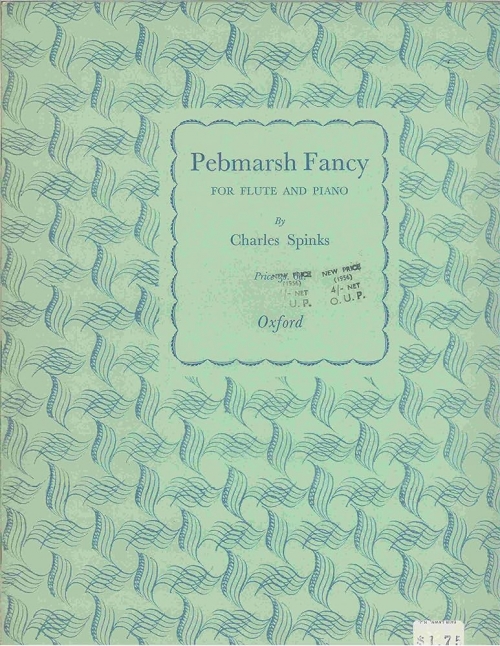 Pebmarsh Fancy
FOR FLUTE AND PIANO
By
Charles Spinks
Price
NEW PRICE
(1956)
/- NET
U. P.
NEW PRICE
(1956)
4/- NET
O. U. P.
Oxford
$1.75